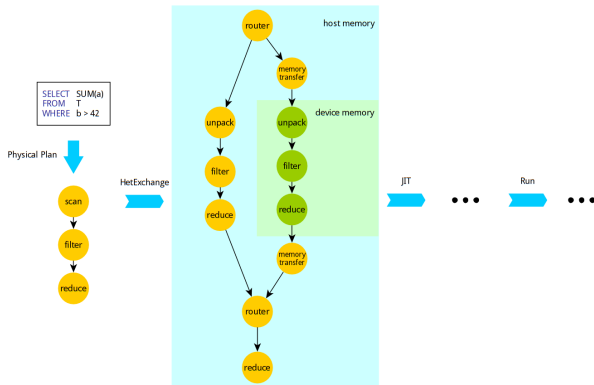 SELECT SUM(a)
FROM T
WHERE b > 42
Physical Plan
scan
filter
reduce
HetExchange
host memory
router
memory
transfer
device memory
unpack
unpack
filter
filter
reduce
reduce
memory
transfer
router
reduce
JIT
Run